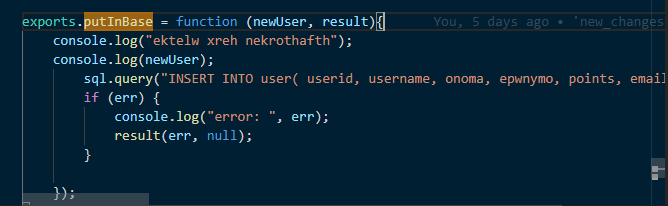 exports.putInBase = function (newUser, result){ You, 5 days ago • 'new_changes
console.log("ektelw xreh nekrothafth");
console.log(newUser);
sql.query("INSERT INTO user( userid, username, onoma, epwnymo, points, email
if (err) {
console.log("error: ", err);
result(err, null);
}
});